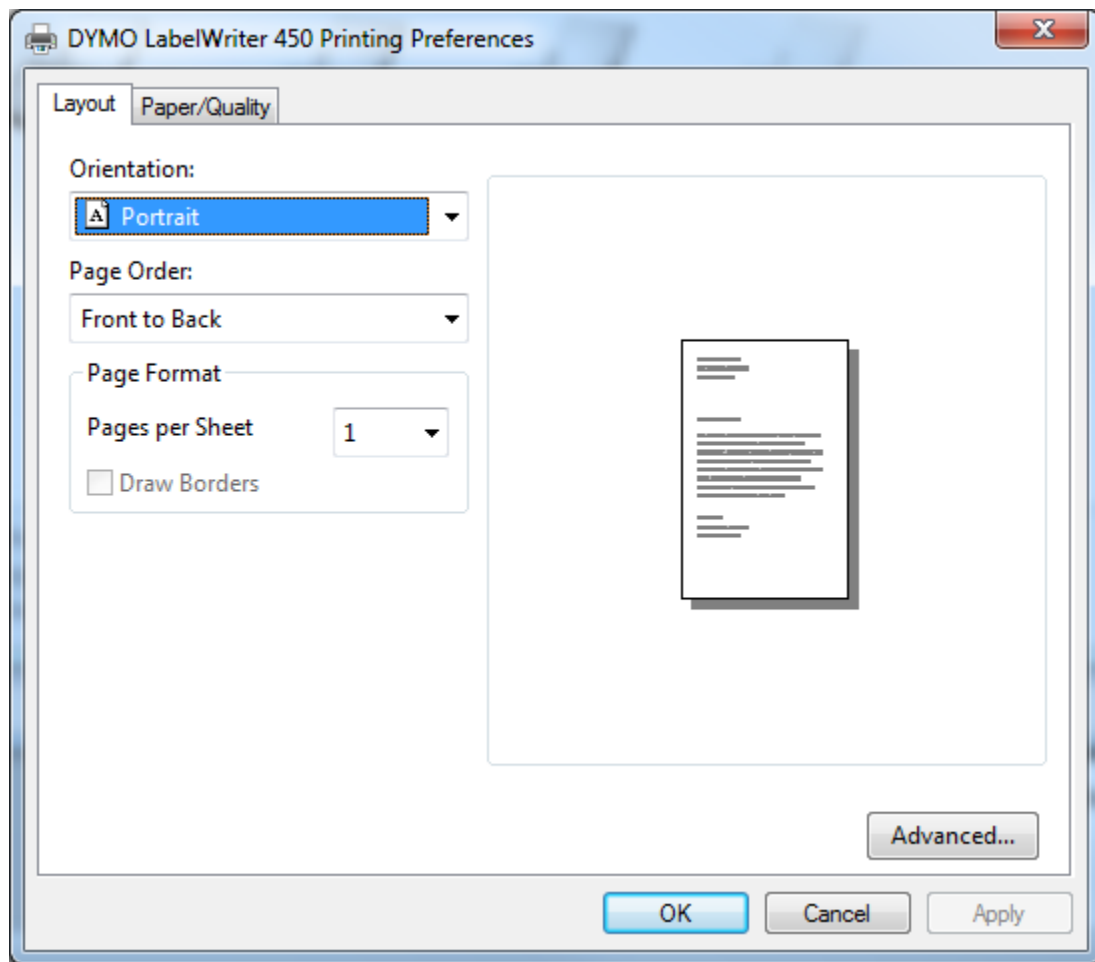 DYMO LabelWriter 450 Printing Preferences
X
Layout
Paper/Quality
Orientation:
A Portrait
Page Order:
Front to Back
Page Format
Pages per Sheet
1
Draw Borders
Advanced...
OK
Cancel
Apply